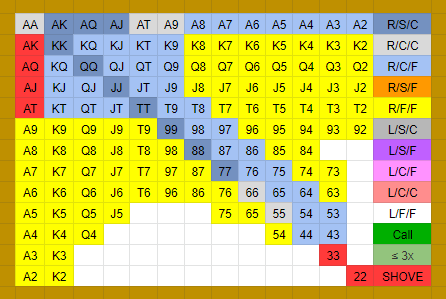 AA AK AQ AJ AT A9 A8 A7 A6 A5 A4 A3 A2 R/S/C
AK KK KQ KJ KT K9 K8 K7 K6 K5 K4 K3 K2 R/C/C
AQ KQ QQ QJ QT Q9 Q8 Q7 Q6 Q5 Q4 Q3 Q2 R/C/F
AJ KJ QJ JJ JT J9 J8 J7 J6 J5 J4 J3 J2 R/S/F
AT KT QT JT TT T9 T8 T7 T6 T5 T4 T3 T2 R/F/F
A9 K9 Q9 J9 T9 99 98 97 96 95 94 93 92 L/S/C
A8 K8 Q8 J8 T8 98 88 87 86 85 84 L/S/F
A7 K7 Q7 J7 T7 97 87 77 76 75 74 73 L/C/F
A6 K6 Q6 J6 T6 96 86 76 66 65 64 63 L/C/C
A5 K5 Q5 J5 75 65 55 54 53 L/F/F
A4 K4 Q4 54 44 43 Call
A3 K3 33 ≤ 3x
A2 K2 22 SHOVE